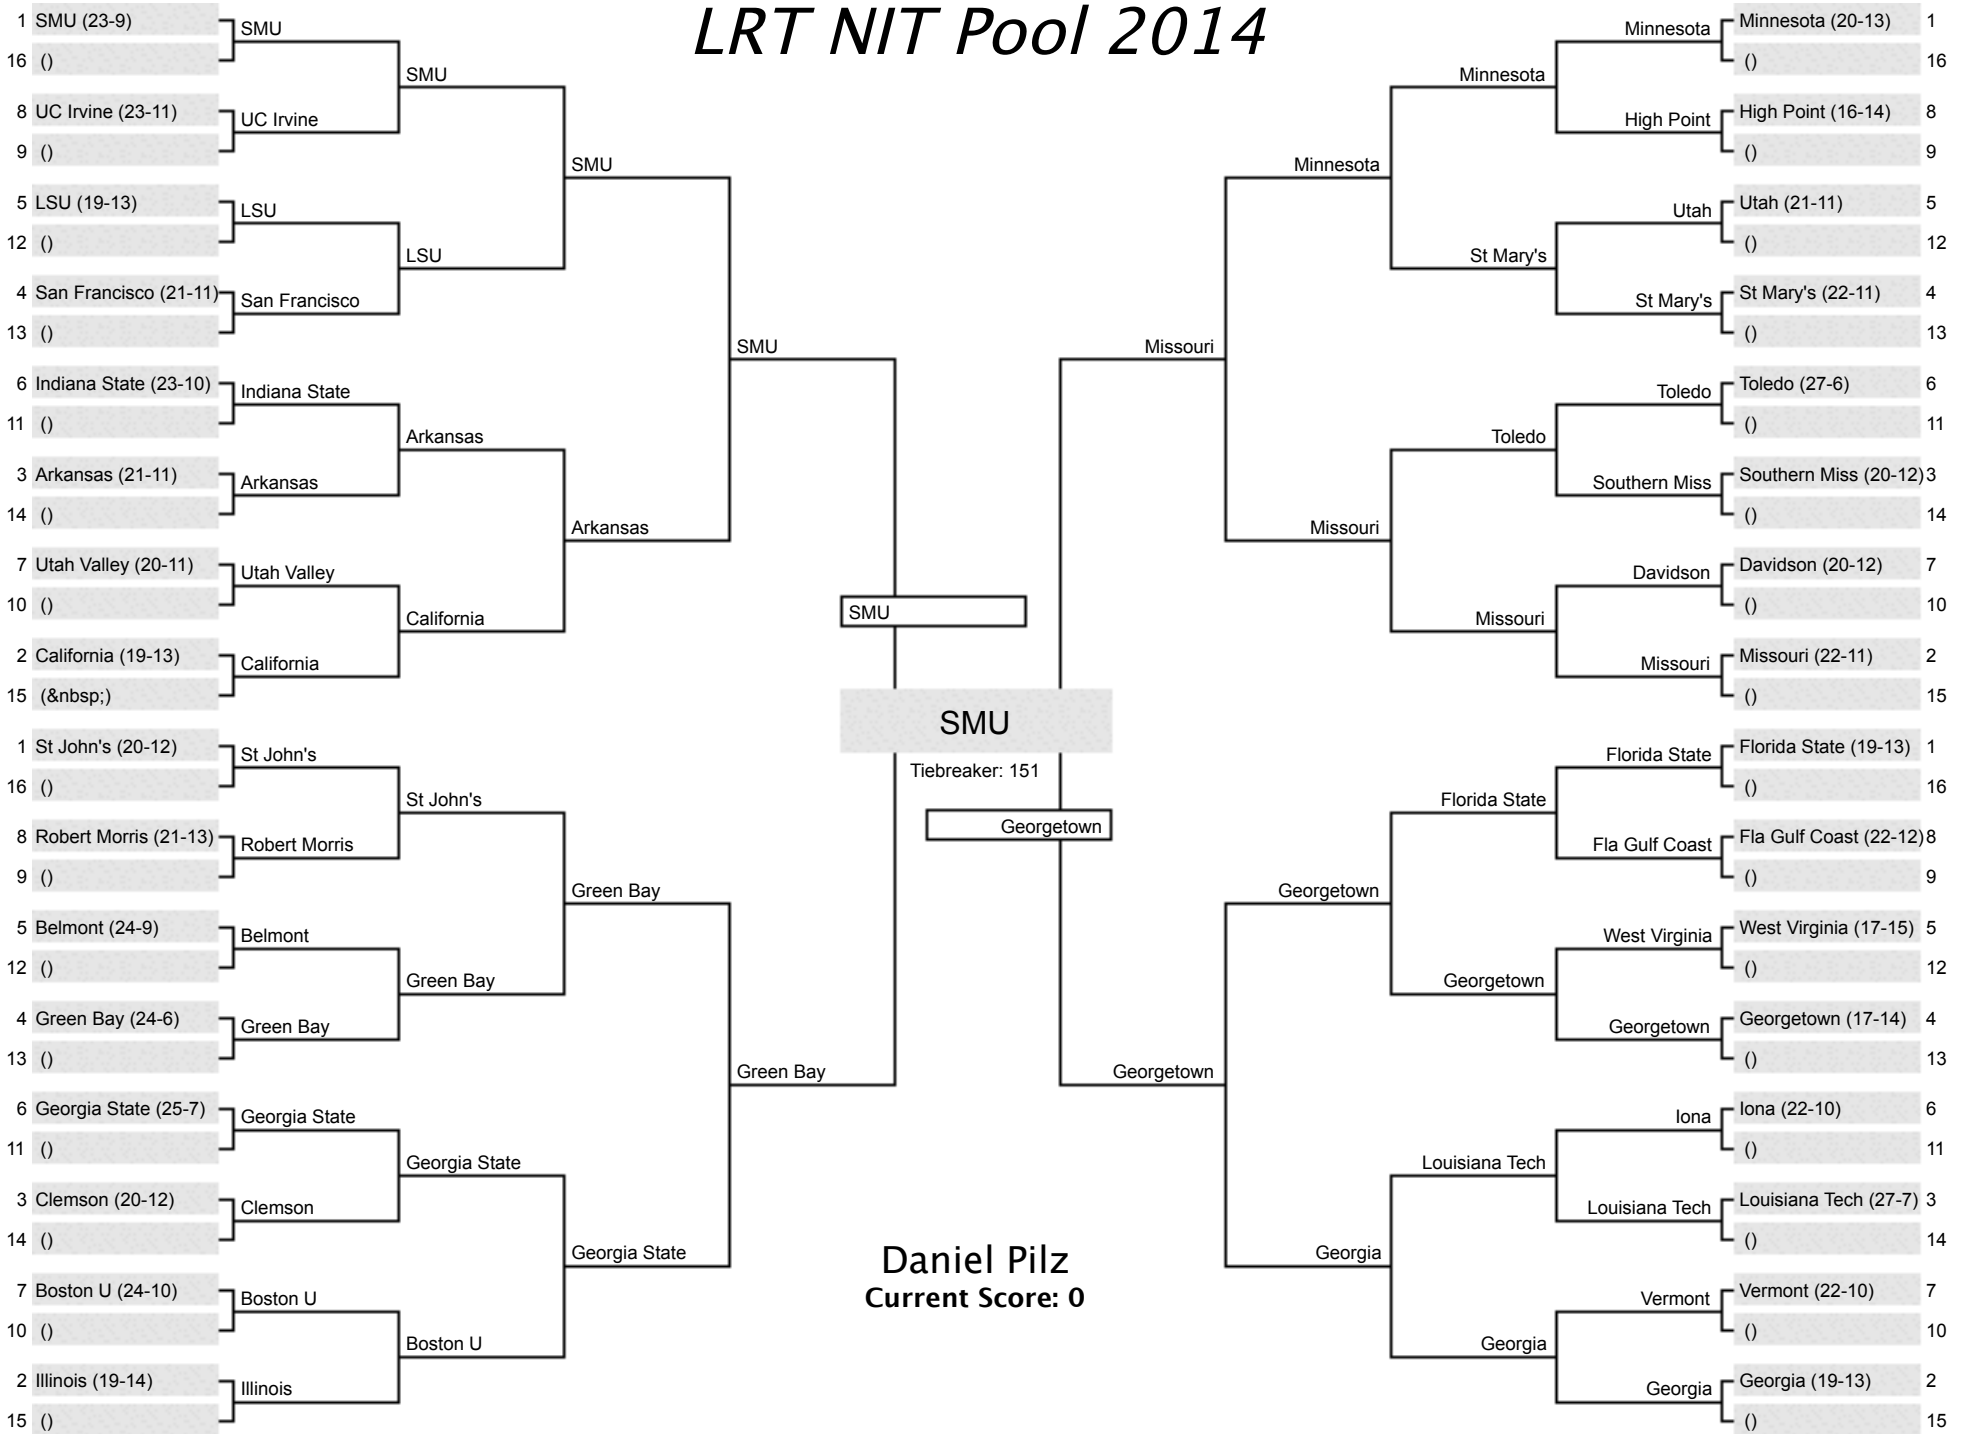 LRT NIT Pool 2014
1 SMU (23-9)
16 ()
8 UC Irvine (23-11)
9 ()
5 LSU (19-13)
12 ()
4 San Francisco (21-11)
13 ()
6 Indiana State (23-10)
11 ()
3 Arkansas (21-11)
14 ()
7 Utah Valley (20-11)
10 ()
2 California (19-13)
15 (&nbsp;)
1 St John's (20-12)
16 ()
8 Robert Morris (21-13)
9 ()
5 Belmont (24-9)
12 ()
4 Green Bay (24-6)
13 ()
6 Georgia State (25-7)
11 ()
3 Clemson (20-12)
14 ()
7 Boston U (24-10)
10 ()
2 Illinois (19-14)
15 ()
SMU
UC Irvine
LSU
San Francisco
Indiana State
Arkansas
Utah Valley
California
St John's
Robert Morris
Belmont
Green Bay
Georgia State
Clemson
Boston U
Illinois
SMU
LSU
Arkansas
California
St John's
Green Bay
Georgia State
Boston U
SMU
Arkansas
Green Bay
Georgia State
SMU
Green Bay
SMU
SMU
Tiebreaker: 151
Georgetown
Daniel Pilz
Current Score: 0
Missouri
Georgetown
Minnesota
Missouri
Georgetown
Georgia
Minnesota
St Mary's
Toledo
Missouri
Florida State
Georgetown
Louisiana Tech
Georgia
Minnesota
High Point
Utah
St Mary's
Toledo
Southern Miss
Davidson
Missouri
Florida State
Fla Gulf Coast
West Virginia
Georgetown
Iona
Louisiana Tech
Vermont
Georgia
Minnesota (20-13) 1
() 16
High Point (16-14) 8
() 9
Utah (21-11) 5
() 12
St Mary's (22-11) 4
() 13
Toledo (27-6) 6
() 11
Southern Miss (20-12) 3
() 14
Davidson (20-12) 7
() 10
Missouri (22-11) 2
() 15
Florida State (19-13) 1
() 16
Fla Gulf Coast (22-12) 8
() 9
West Virginia (17-15) 5
() 12
Georgetown (17-14) 4
() 13
Iona (22-10) 6
() 11
Louisiana Tech (27-7) 3
() 14
Vermont (22-10) 7
() 10
Georgia (19-13) 2
() 15